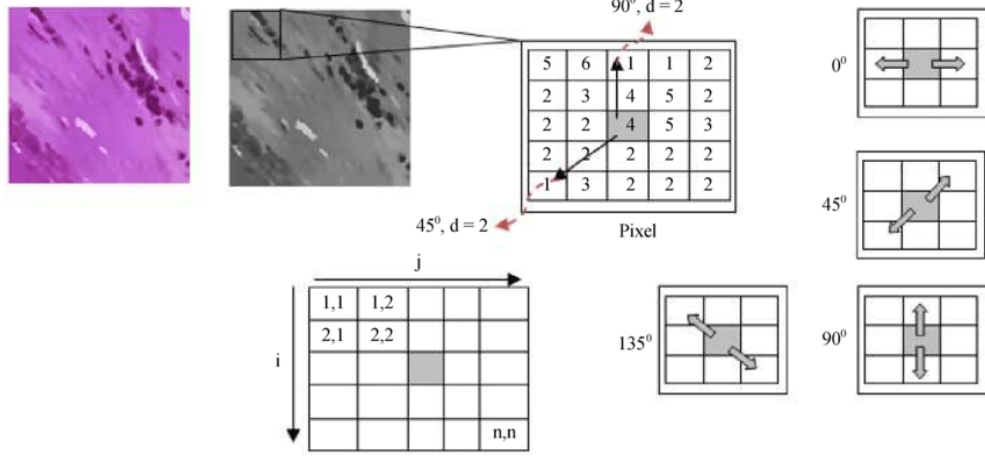 90⁰, d = 2
5 6 1 1 2
2 3 4 5 2
2 2 4 5 3
2 2 2 2 2
1 3 2 2 2
45⁰, d = 2
Pixel
0⁰
45⁰
j
i
1,1 1,2
2,1 2,2
n,n
135⁰
90⁰